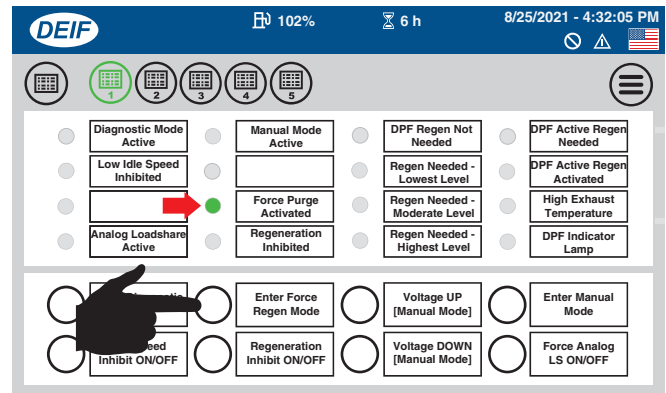 DEIF
102%
6 h
8/25/2021 - 4:32:05 PM
1
2
3
4
5
Diagnostic Mode
Active
Manual Mode
Active
DPF Regen Not
Needed
DPF Active Regen
Needed
Low Idle Speed
Inhibited
Regen Needed -
Lowest Level
DPF Active Regen
Activated
Force Purge
Activated
Regen Needed -
Moderate Level
High Exhaust
Temperature
Analog Loadshare
Active
Regeneration
Inhibited
Regen Needed -
Highest Level
DPF Indicator
Lamp
Enter Force
Regen Mode
Voltage UP
[Manual Mode]
Enter Manual
Mode
Inhibit ON/OFF
Regeneration
Inhibit ON/OFF
Voltage DOWN
[Manual Mode]
Force Analog
LS ON/OFF